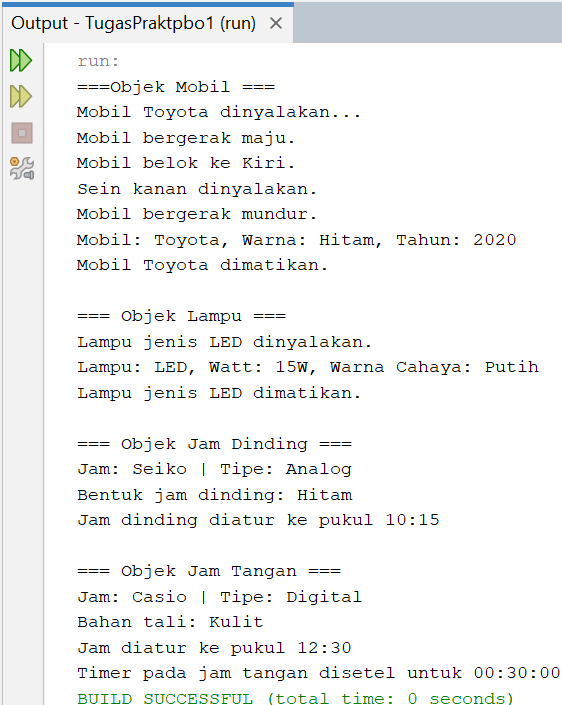 Output - TugasPraktpbo1 (run) ×
run:
===Objek Mobil ===
Mobil Toyota dinyalakan...
Mobil bergerak maju.
Mobil belok ke Kiri.
Sein kanan dinyalakan.
Mobil bergerak mundur.
Mobil: Toyota, Warna: Hitam, Tahun: 2020
Mobil Toyota dimatikan.
=== Objek Lampu ===
Lampu jenis LED dinyalakan.
Lampu: LED, Watt: 15W, Warna Cahaya: Putih
Lampu jenis LED dimatikan.
=== Objek Jam Dinding ===
Jam: Seiko | Tipe: Analog
Bentuk jam dinding: Hitam
Jam dinding diatur ke pukul 10:15
=== Objek Jam Tangan ===
Jam: Casio | Tipe: Digital
Bahan tali: Kulit
Jam diatur ke pukul 12:30
Timer pada jam tangan disetel untuk 00:30:00
BUILD SUCCESSFUL (total time: 0 seconds)